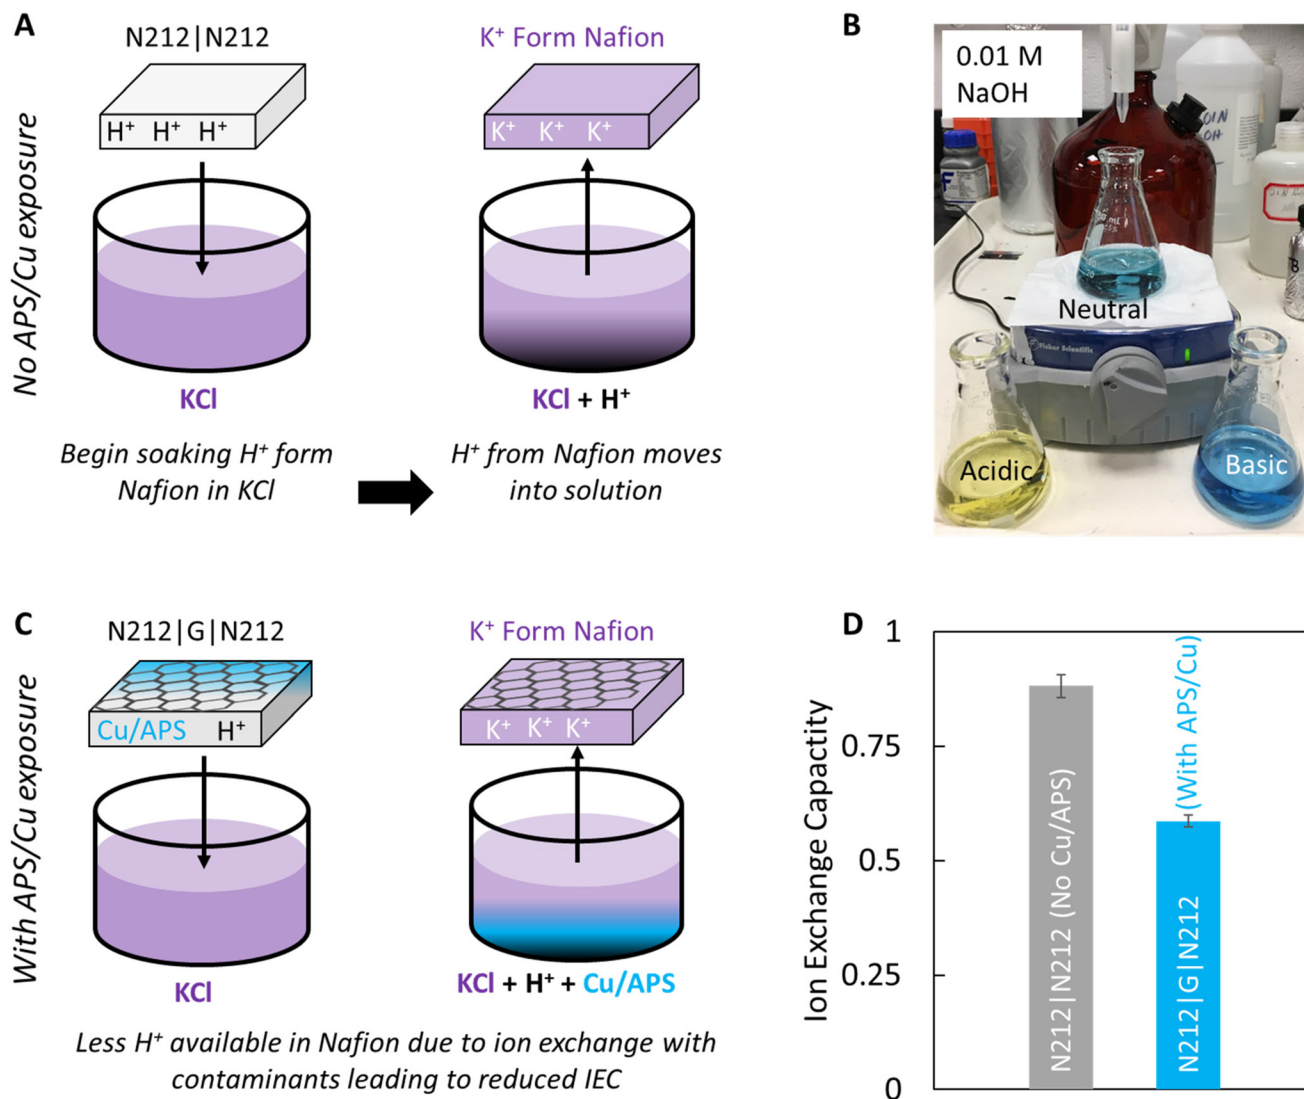 A
N212|N212
K⁺ Form Nafion
No APS/Cu exposure
H⁺ H⁺ H⁺
K⁺ K⁺ K⁺
KCl
KCl + H⁺
Begin soaking H⁺ form
Nafion in KCl
H⁺ from Nafion moves
into solution
B
0.01 M
NaOH
Neutral
Fisher Scientific
Acidic
Basic
C
N212|G|N212
K⁺ Form Nafion
With APS/Cu exposure
Cu/APS H⁺
K⁺ K⁺ K⁺
KCl
KCl + H⁺ + Cu/APS
Less H⁺ available in Nafion due to ion exchange with
contaminants leading to reduced IEC
D
Ion Exchange Capactity
1
0.75
0.5
0.25
0
N212|N212 (No Cu/APS)
N212|G|N212 (With APS/Cu)